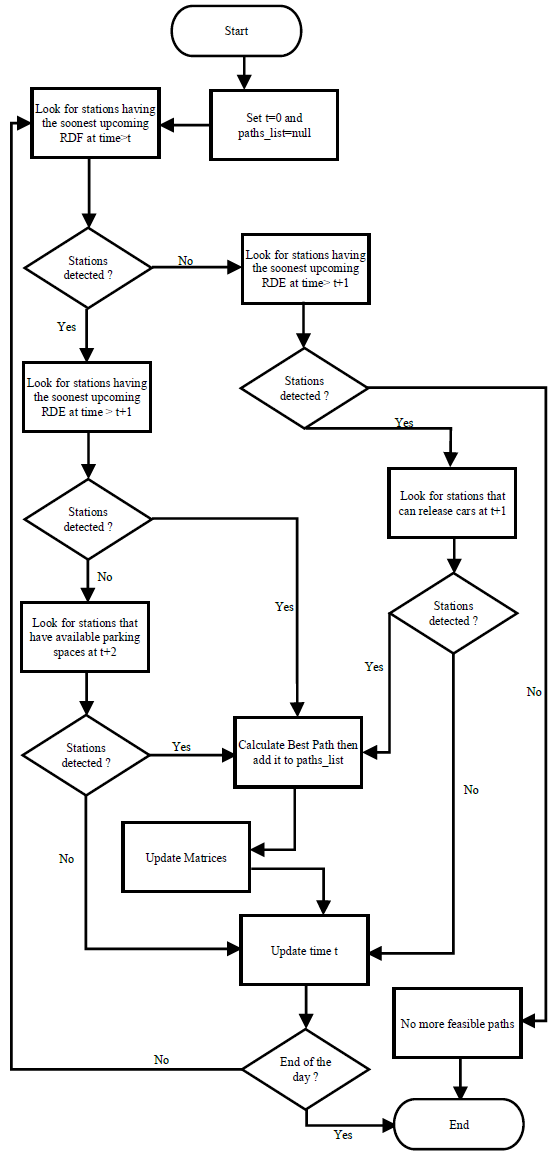 Start
Set t=0 and
paths_list=null
Look for stations having
the soonest upcoming
RDF at time>t
Stations
detected ?
No
Look for stations having
the soonest upcoming
RDE at time> t+1
Yes
Look for stations having
the soonest upcoming
RDE at time > t+1
Stations
detected ?
Yes
Look for stations that
can release cars at t+1
Stations
detected ?
No
Yes
Look for stations that
have available parking
spaces at t+2
Stations
detected ?
Yes
No
Stations
detected ?
Yes
Calculate Best Path then
add it to paths_list
No
No
Update Matrices
Update time t
No more feasible paths
End of the
day ?
No
Yes
End